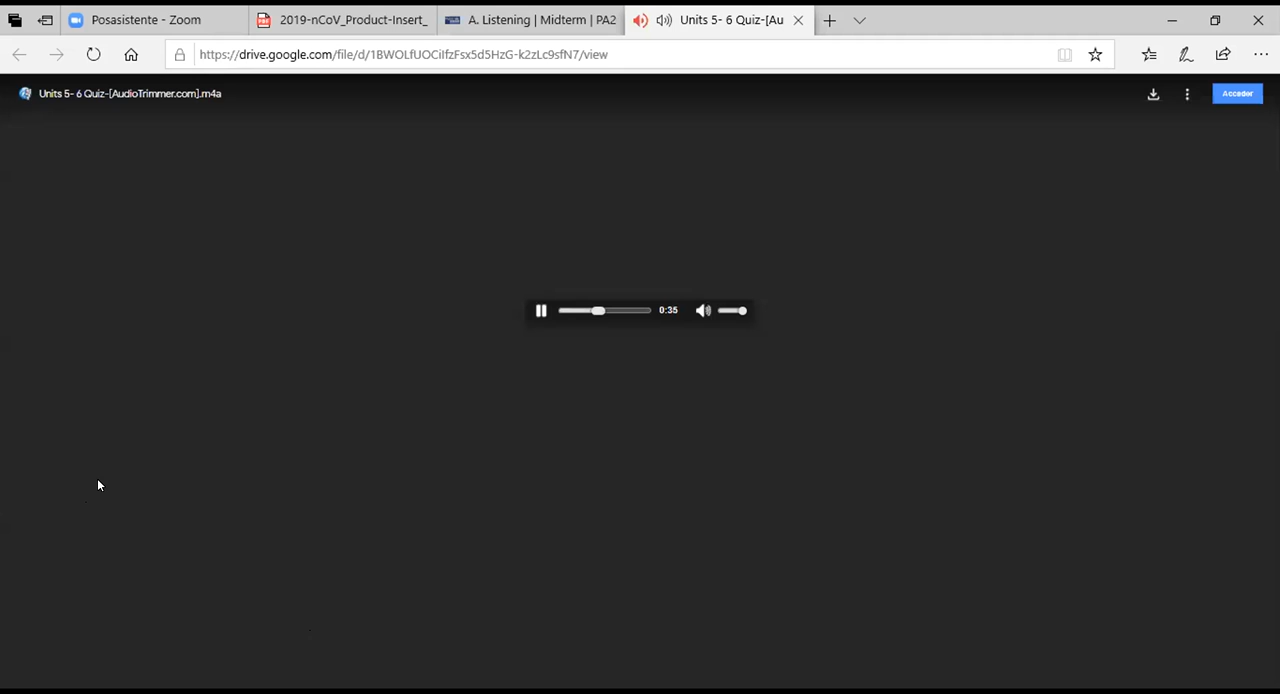 Posasistente - Zoom
2019-nCoV_Product-Insert_
A. Listening | Midterm | PA2
Units 5- 6 Quiz-[Au
https://drive.google.com/file/d/1BWOLfUOCiIfzFsx5d5HzG-k2zLc9sfN7/view
Units 5- 6 Quiz-[AudioTrimmer.com].m4a
Acceder
0:35